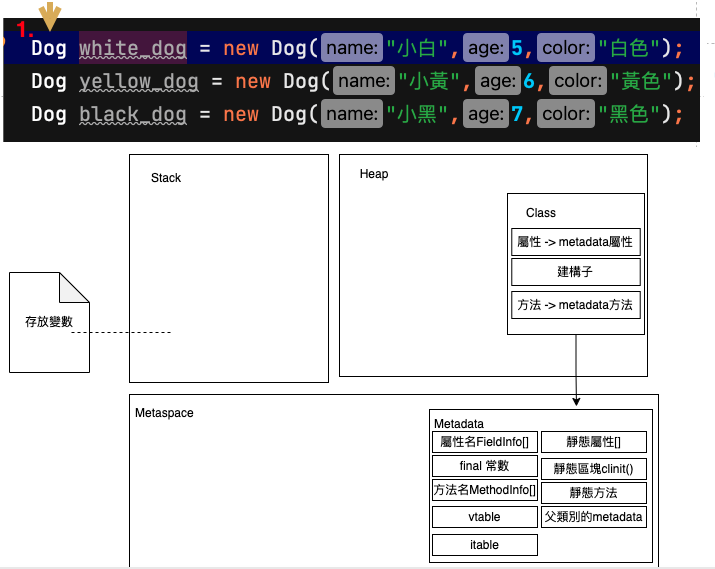 1.
Dog white_dog = new Dog( name: "小白", age: 5, color: "白色");
Dog yellow_dog = new Dog( name: "小黃", age: 6, color: "黃色");
Dog black_dog = new Dog( name: "小黑", age: 7, color: "黑色");
Stack
Heap
Class
屬性 -> metadata屬性
建構子
方法 -> metadata方法
存放變數
Metaspace
Metadata
屬性名FieldInfo[]
靜態屬性[]
final 常數
靜態區塊clinit()
方法名MethodInfo[]
靜態方法
vtable
父類別的metadata
itable